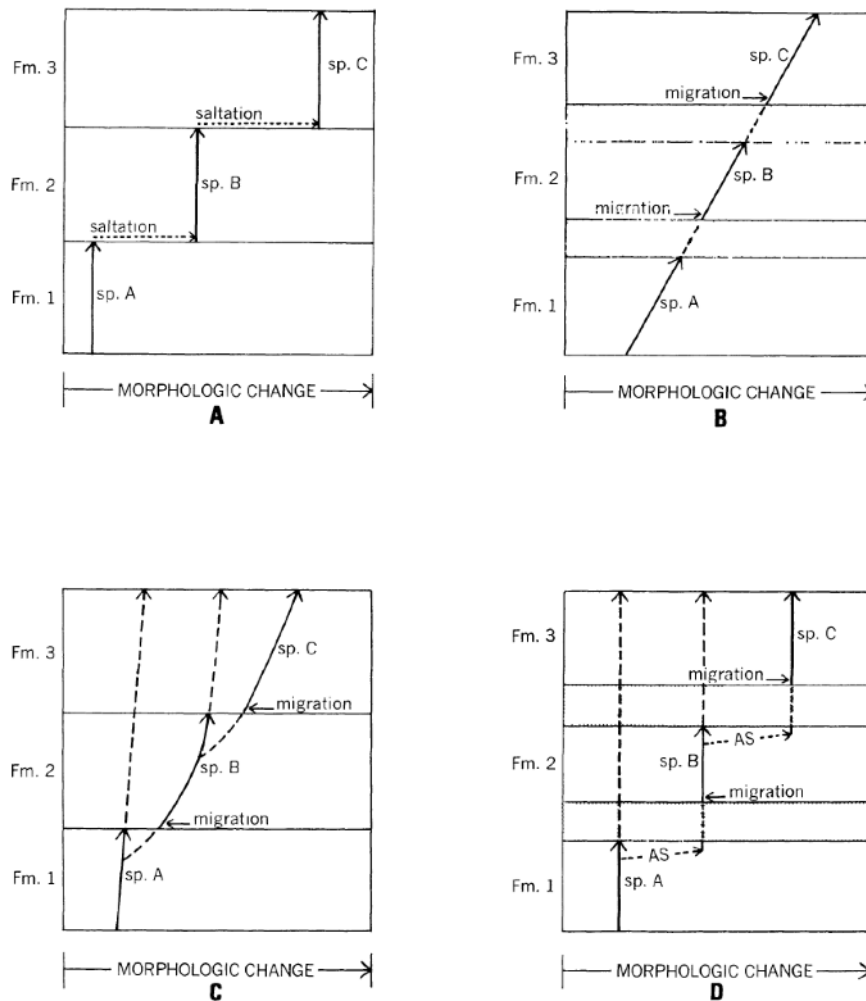 Fm. 3
Fm. 2
Fm. 1
sp. C
saltation
sp. B
saltation
sp. A
MORPHOLOGIC CHANGE
A
Fm. 3
Fm. 2
Fm. 1
sp. C
migration
sp. B
migration
sp. A
MORPHOLOGIC CHANGE
B
Fm. 3
Fm. 2
Fm. 1
sp. C
migration
sp. B
migration
sp. A
MORPHOLOGIC CHANGE
C
Fm. 3
Fm. 2
Fm. 1
sp. C
migration
AS
sp. B
migration
AS
sp. A
MORPHOLOGIC CHANGE
D